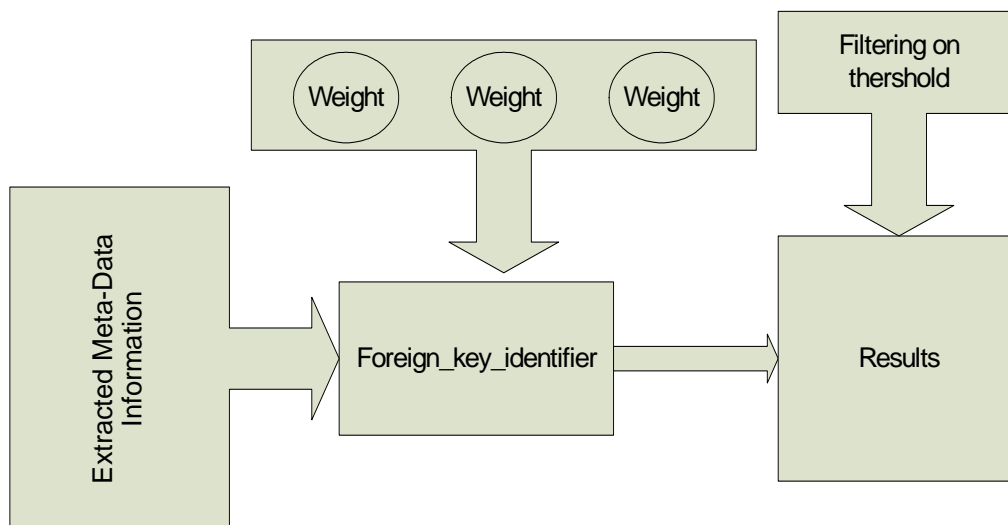 Weight
Weight
Weight
Filtering on
thershold
Extracted Meta-Data
Information
Foreign_key_identifier
Results